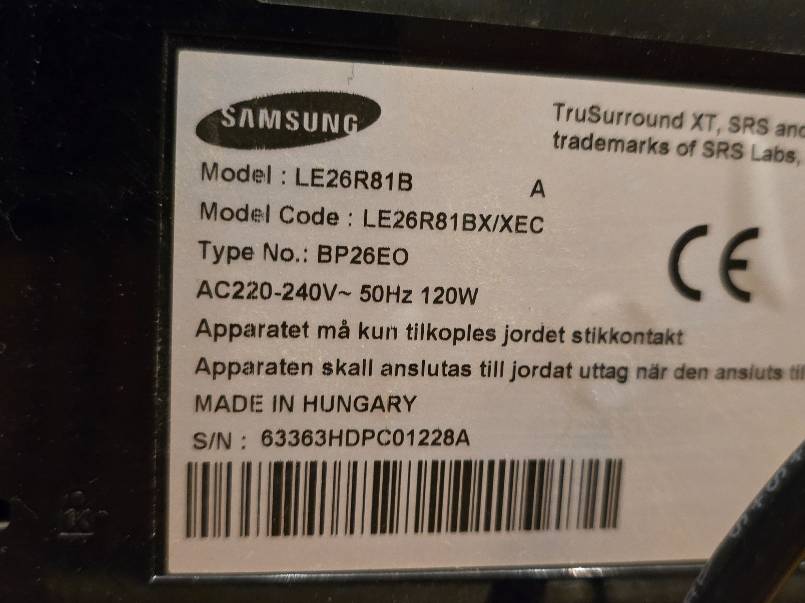 SAMSUNG
TruSurround XT, SRS and
trademarks of SRS Labs,
Model : LE26R81B A
Model Code : LE26R81BX/XEC
Type No.: BP26EO
AC220-240V~ 50Hz 120W
Apparatet må kun tilkoples jordet stikkontakt
Apparaten skall anslutas till jordat uttag när den ansluts til
MADE IN HUNGARY
S/N : 63363HDPC01228A
CE